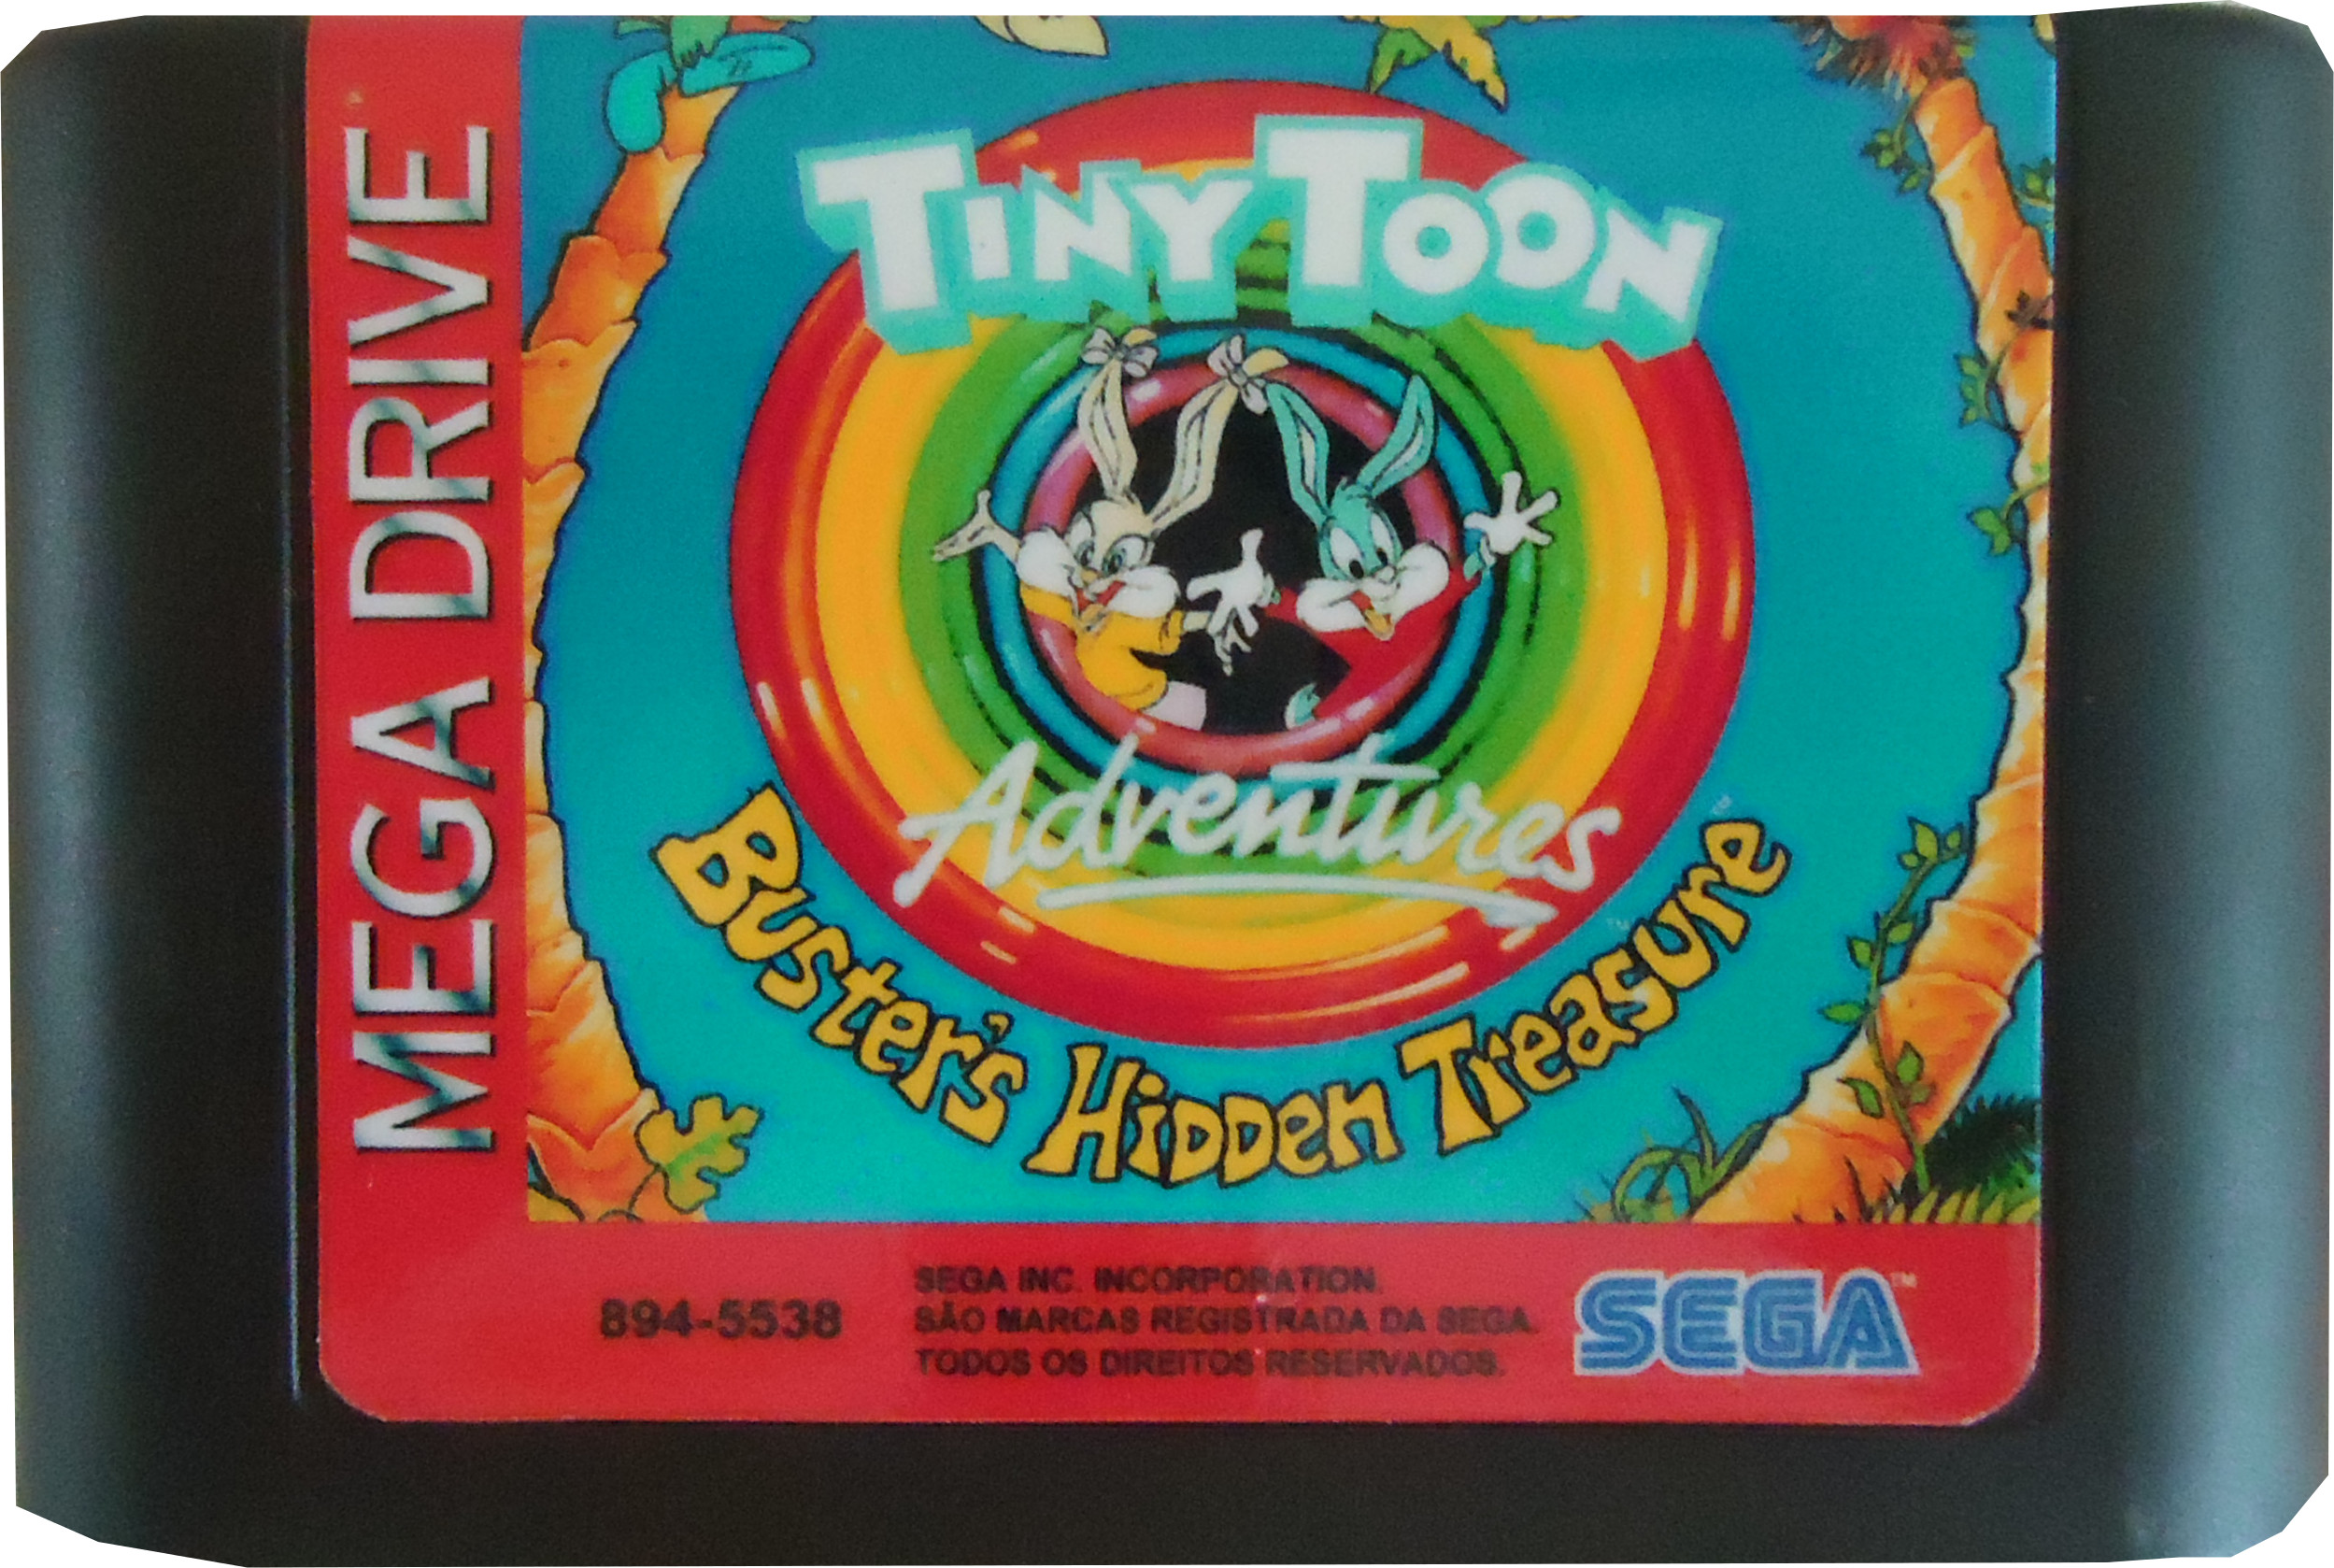 MEGA DRIVE
TINY TOON
Adventures
Buster's Hidden Treasure
894-5538
SEGA INC. INCORPORATION.
SÃO MARCAS REGISTRADA DA SEGA.
TODOS OS DIREITOS RESERVADOS.
SEGA™